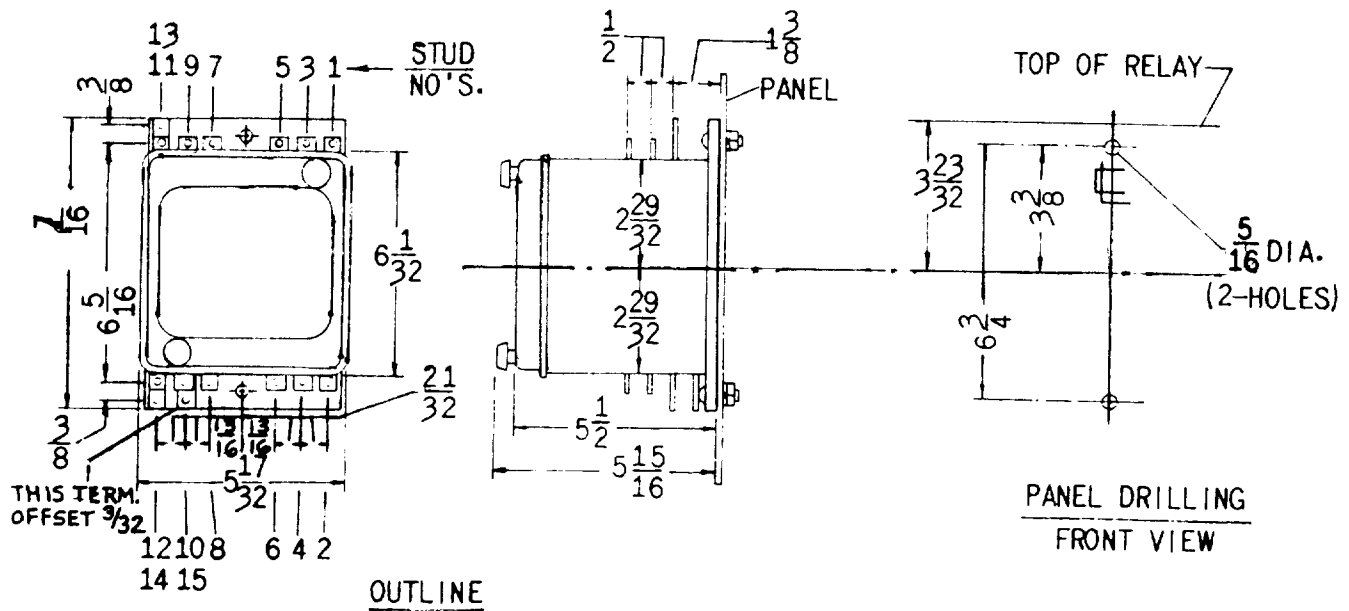 13
11 9 7 5 3 1
STUD
NO'S.
3/8
7/16
6 5/16
6 1/32
3/8
21/32
5 17/32
THIS TERM.
OFFSET 3/32
12 10 8 6 4 2
14 15
OUTLINE
1/2
1 3/8
PANEL
2 29/32
2 29/32
5 1/2
5 15/16
TOP OF RELAY
3 23/32
3 3/8
6 3/4
5/16 DIA.
(2-HOLES)
PANEL DRILLING
FRONT VIEW